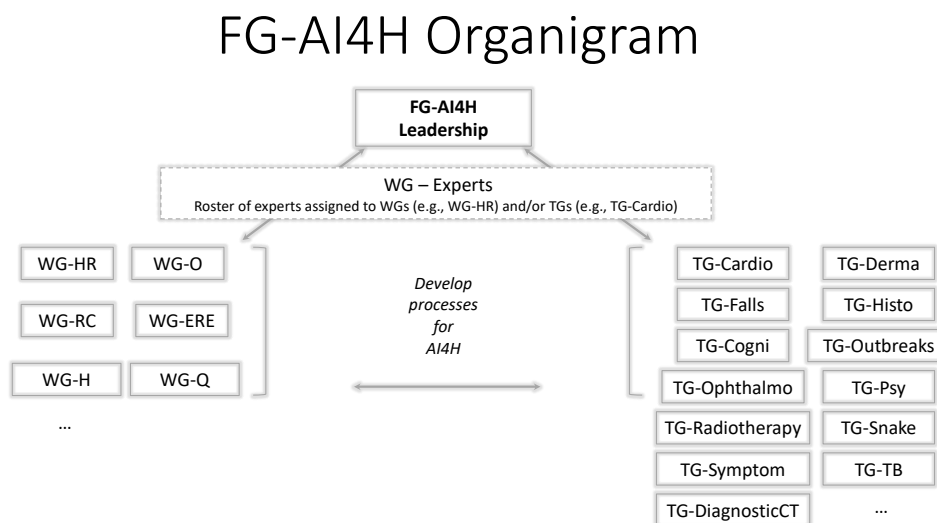 FG-AI4H Organigram
FG-AI4H
Leadership
WG – Experts
Roster of experts assigned to WGs (e.g., WG-HR) and/or TGs (e.g., TG-Cardio)
WG-HR
WG-O
WG-RC
WG-ERE
WG-H
WG-Q
...
Develop
processes
for
AI4H
TG-Cardio
TG-Derma
TG-Falls
TG-Histo
TG-Cogni
TG-Outbreaks
TG-Ophthalmo
TG-Psy
TG-Radiotherapy
TG-Snake
TG-Symptom
TG-TB
TG-DiagnosticCT
...